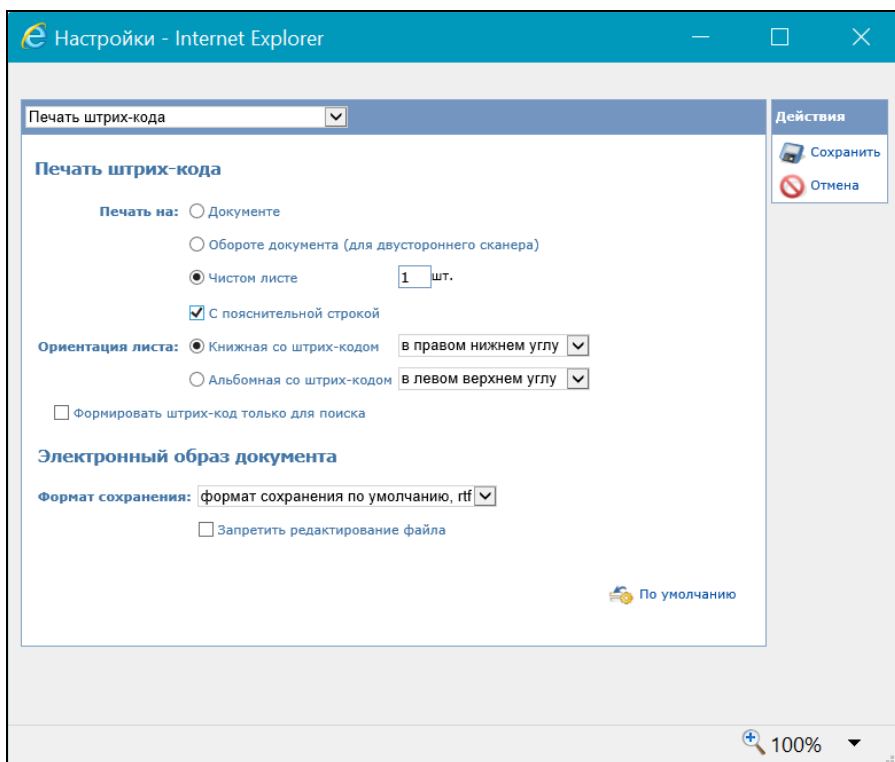 Настройки - Internet Explorer
Печать штрих-кода
Действия
Сохранить
Отмена
Печать штрих-кода
Печать на: Документе
Обороте документа (для двустороннего сканера)
Чистом листе 1 шт.
С пояснительной строкой
Ориентация листа: Книжная со штрих-кодом в правом нижнем углу
Альбомная со штрих-кодом в левом верхнем углу
Формировать штрих-код только для поиска
Электронный образ документа
Формат сохранения: формат сохранения по умолчанию, rtf
Запретить редактирование файла
По умолчанию
100%